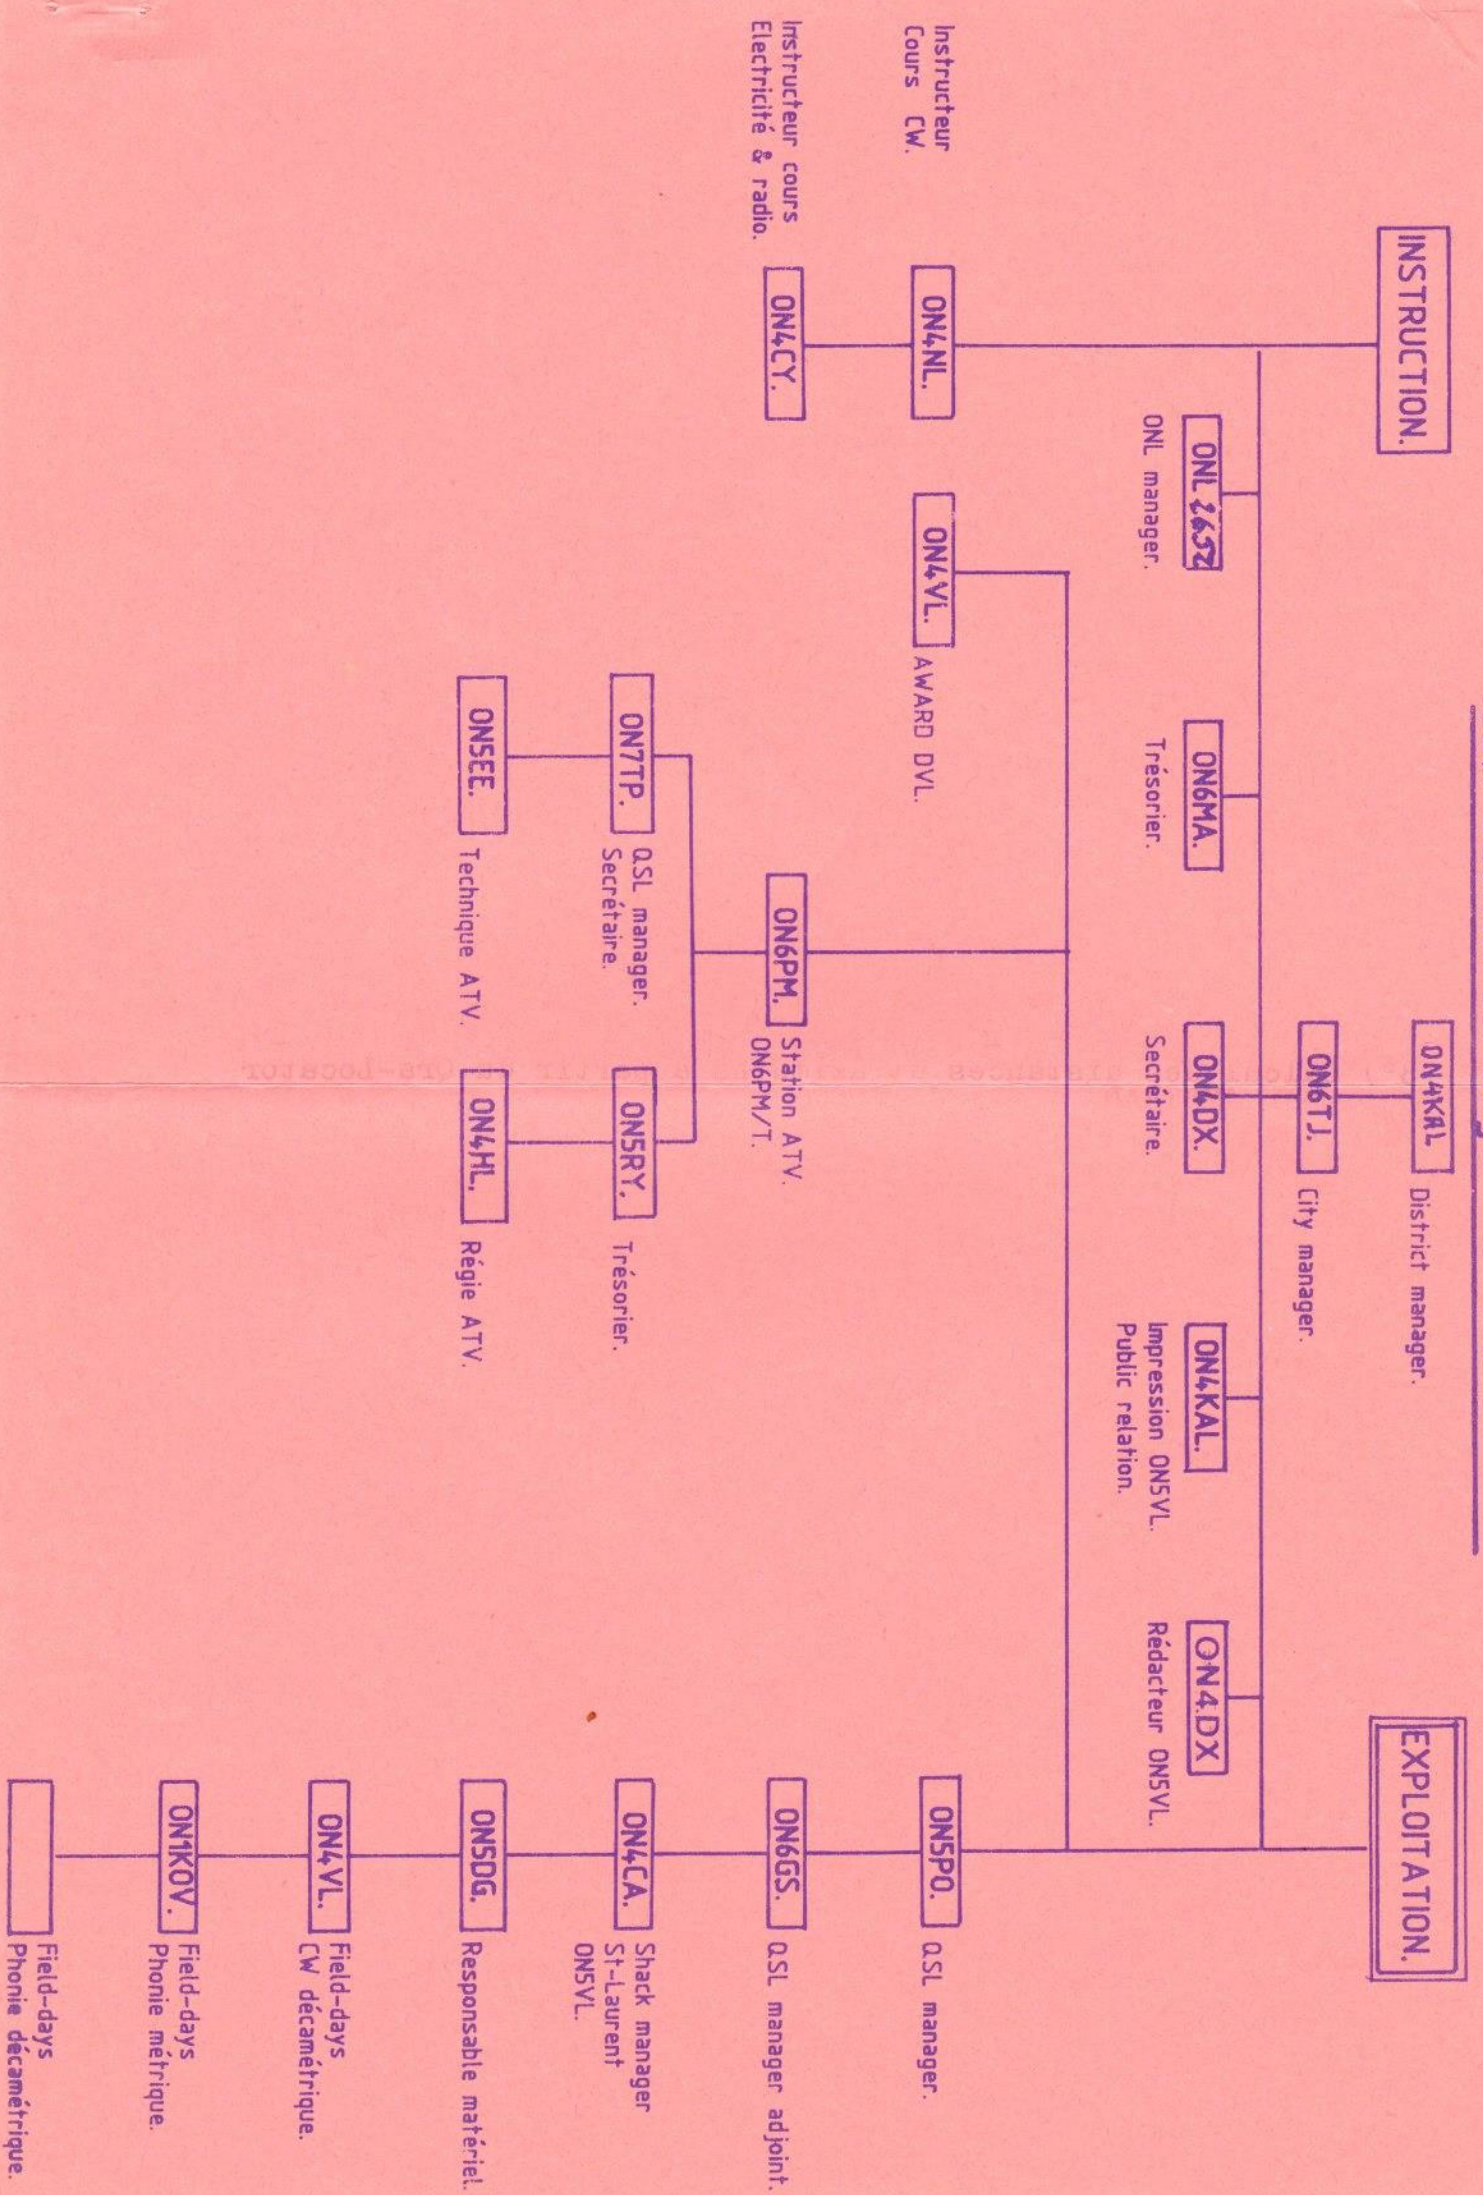 INSTRUCTION.
EXPLOITATION.
ON4KAL
District manager.
ON6TJ.
City manager.
ONL 2652
ONL manager.
ON6MA.
Trésorier.
ON4DX.
Secrétaire.
ON4KAL.
Impression ON5VL.
Public relation.
ON4DX
Rédacteur ON5VL.
Instructeur
Cours CW.
ON4NL.
Instructeur cours
Electricité & radio.
ON4CY.
ON4VL.
AWARD DVL.
ON6PM.
Station ATV.
ON6PM/T.
ON7TP.
QSL manager.
Secrétaire.
ON5RY.
Trésorier.
ON5EE.
Technique ATV.
ON4HL.
Régie ATV.
ON5PO.
QSL manager.
ON6GS.
QSL manager adjoint.
ON4CA.
Shack manager
St-Laurent
ON5VL.
ON5DG.
Responsable matériel.
ON4VL.
Field-days
CW décamétrique.
ON1KOV.
Field-days
Phonie métrique.
Field-days
Phonie décamétrique.